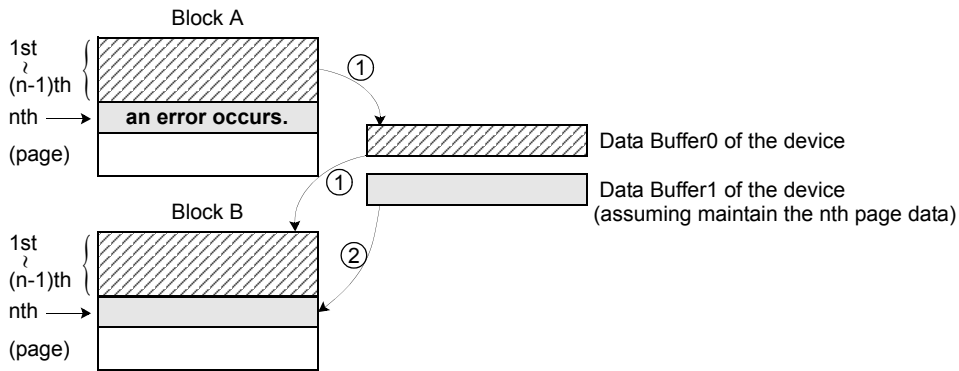 Block A
1st
~
(n-1)th
nth
(page)
an error occurs.
①
Data Buffer0 of the device
①
Data Buffer1 of the device
(assuming maintain the nth page data)
Block B
②
1st
~
(n-1)th
nth
(page)